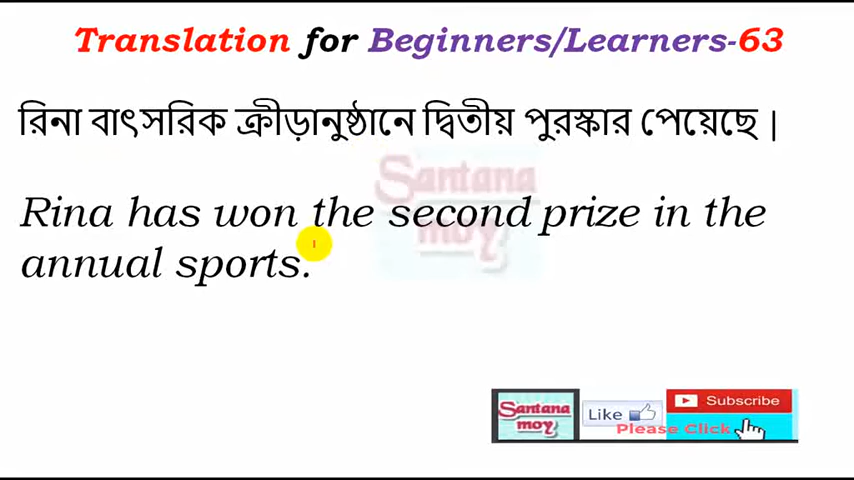 Translation for Beginners/Learners-63
রিনা বাৎসরিক ক্রীড়ানুষ্ঠানে দ্বিতীয় পুরস্কার পেয়েছে |
Santana
moy
Rina has won the second prize in the
annual sports.
Santana
moy
Like
Subscribe
Please Click